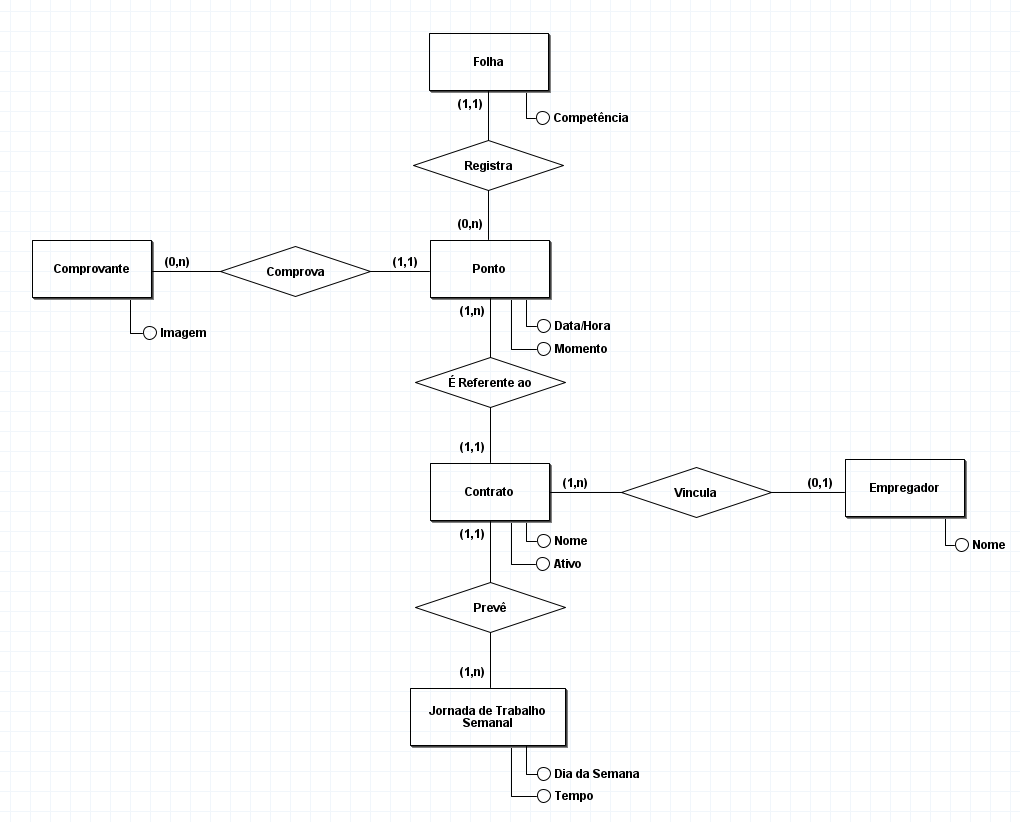 Folha
(1,1)
Competência
Registra
(0,n)
Comprovante
(0,n)
Comprova
(1,1)
Ponto
Imagem
(1,n)
Data/Hora
Momento
É Referente ao
(1,1)
Contrato
(1,n)
Vincula
(0,1)
Empregador
(1,1)
Nome
Ativo
Nome
Prevê
(1,n)
Jornada de Trabalho
Semanal
Dia da Semana
Tempo